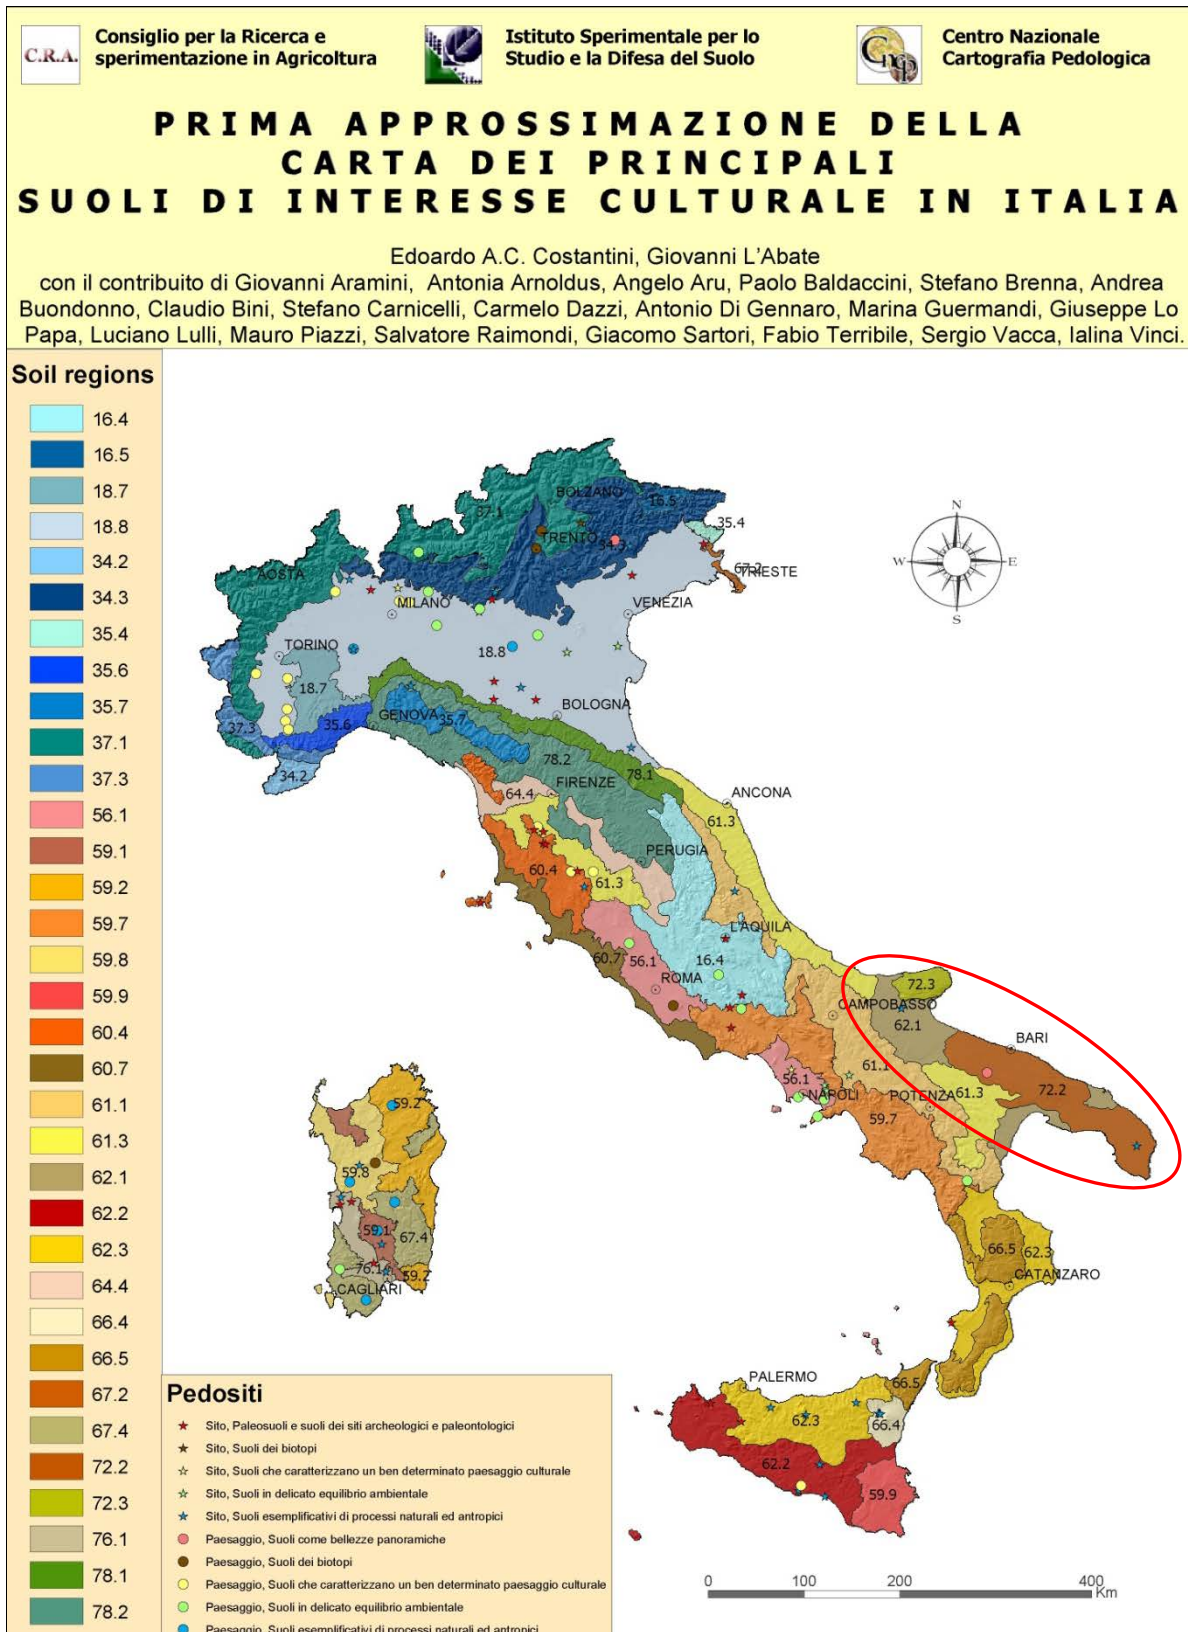 C.R.A.
Consiglio per la Ricerca e
sperimentazione in Agricoltura
Istituto Sperimentale per lo
Studio e la Difesa del Suolo
Cncp
Centro Nazionale
Cartografia Pedologica
PRIMA APPROSSIMAZIONE DELLA
CARTA DEI PRINCIPALI
SUOLI DI INTERESSE CULTURALE IN ITALIA
Edoardo A.C. Costantini, Giovanni L'Abate
con il contributo di Giovanni Aramini, Antonia Arnoldus, Angelo Aru, Paolo Baldaccini, Stefano Brenna, Andrea
Buondonno, Claudio Bini, Stefano Carnicelli, Carmelo Dazzi, Antonio Di Gennaro, Marina Guermandi, Giuseppe Lo
Papa, Luciano Lulli, Mauro Piazzi, Salvatore Raimondi, Giacomo Sartori, Fabio Terribile, Sergio Vacca, Ialina Vinci.
Soil regions
16.4
16.5
18.7
18.8
34.2
34.3
35.4
35.6
35.7
37.1
37.3
56.1
59.1
59.2
59.7
59.8
59.9
60.4
60.7
61.1
61.3
62.1
62.2
62.3
64.4
66.4
66.5
67.2
67.4
72.2
72.3
76.1
78.1
78.2
BOLZANO
37.1
16.5
TRENTO
34.3
35.4
67.2
TRIESTE
AOSTA
MILANO
VENEZIA
TORINO
18.8
18.7
BOLOGNA
GENOVA
35.7
35.6
37.3
34.2
78.2
78.1
FIRENZE
64.4
ANCONA
61.3
PERUGIA
60.4
61.3
L'AQUILA
16.4
60.7
56.1
ROMA
CAMPOBASSO
72.3
62.1
BARI
61.1
56.1
NAPOLI
POTENZA
61.3
72.2
59.7
59.2
59.8
59.1
67.4
76.1
59.2
CAGLIARI
66.5
62.3
CATANZARO
PALERMO
66.5
62.3
66.4
62.2
59.9
N
W
E
S
Pedositi
Sito, Paleosuoli e suoli dei siti archeologici e paleontologici
Sito, Suoli dei biotopi
Sito, Suoli che caratterizzano un ben determinato paesaggio culturale
Sito, Suoli in delicato equilibrio ambientale
Sito, Suoli esemplificativi di processi naturali ed antropici
Paesaggio, Suoli come bellezze panoramiche
Paesaggio, Suoli dei biotopi
Paesaggio, Suoli che caratterizzano un ben determinato paesaggio culturale
Paesaggio, Suoli in delicato equilibrio ambientale
Paesaggio, Suoli esemplificativi di processi naturali ed antropici
0 100 200 400
Km